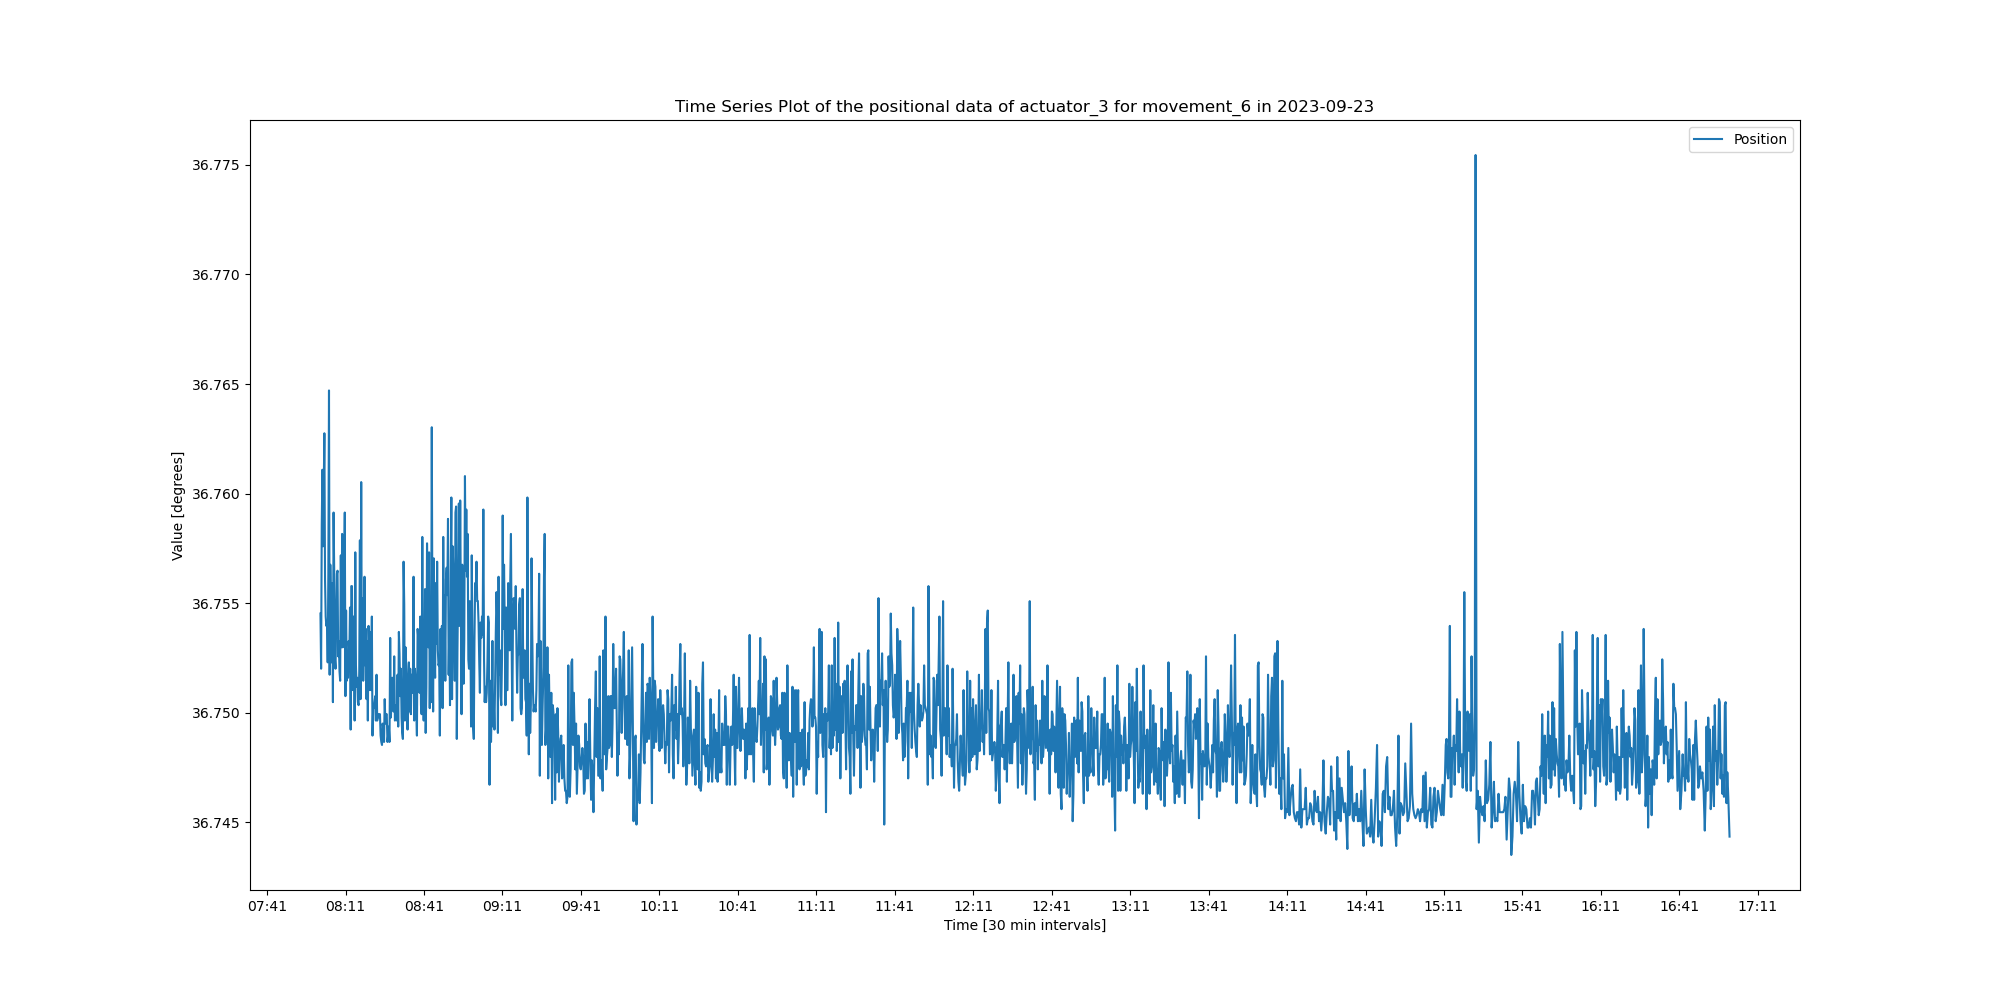 Time Series Plot of the positional data of actuator_3 for movement_6 in 2023-09-23
Position
36.775
36.770
36.765
36.760
36.755
36.750
36.745
Value [degrees]
07:41 08:11 08:41 09:11 09:41 10:11 10:41 11:11 11:41 12:11 12:41 13:11 13:41 14:11 14:41 15:11 15:41 16:11 16:41 17:11
Time [30 min intervals]